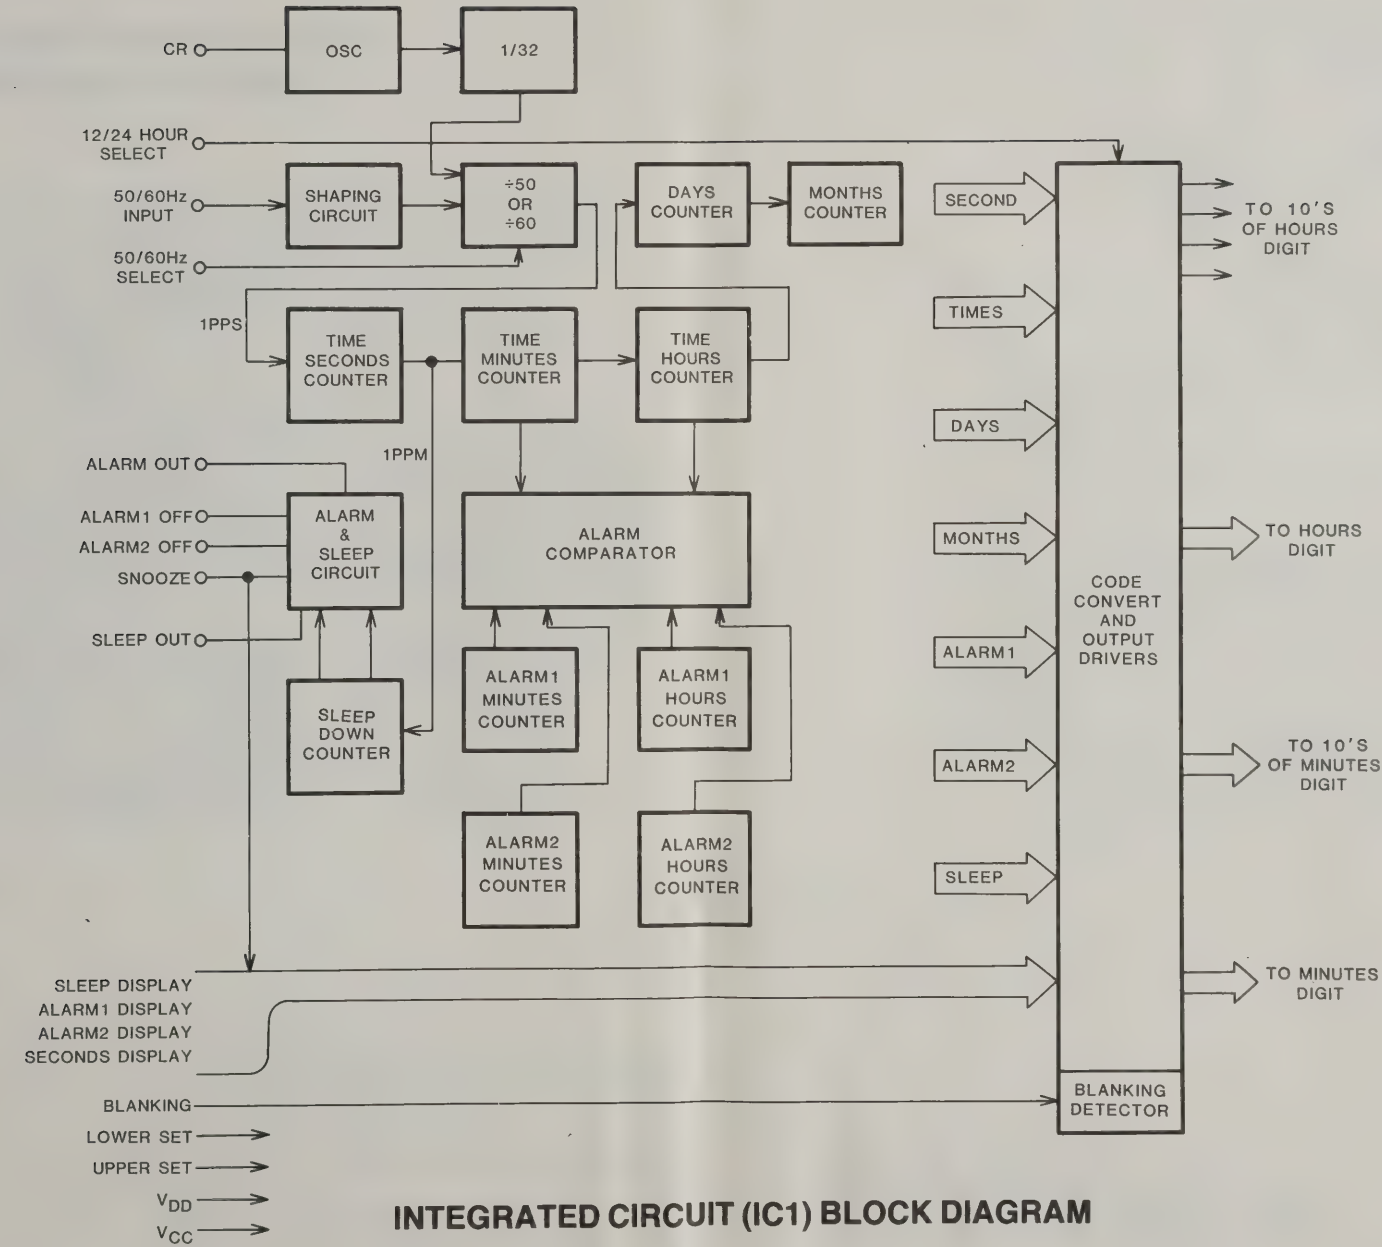 CR
OSC
1/32
12/24 HOUR
SELECT
50/60Hz
INPUT
SHAPING
CIRCUIT
÷50
OR
÷60
DAYS
COUNTER
MONTHS
COUNTER
50/60Hz
SELECT
1PPS
TIME
SECONDS
COUNTER
TIME
MINUTES
COUNTER
TIME
HOURS
COUNTER
1PPM
ALARM OUT
ALARM1 OFF
ALARM2 OFF
SNOOZE
SLEEP OUT
ALARM
&
SLEEP
CIRCUIT
ALARM
COMPARATOR
SLEEP
DOWN
COUNTER
ALARM1
MINUTES
COUNTER
ALARM1
HOURS
COUNTER
ALARM2
MINUTES
COUNTER
ALARM2
HOURS
COUNTER
SECOND
TIMES
DAYS
MONTHS
ALARM1
ALARM2
SLEEP
CODE
CONVERT
AND
OUTPUT
DRIVERS
TO 10'S
OF HOURS
DIGIT
TO HOURS
DIGIT
TO 10'S
OF MINUTES
DIGIT
TO MINUTES
DIGIT
SLEEP DISPLAY
ALARM1 DISPLAY
ALARM2 DISPLAY
SECONDS DISPLAY
BLANKING
BLANKING
DETECTOR
LOWER SET
UPPER SET
VDD
VCC
INTEGRATED CIRCUIT (IC1) BLOCK DIAGRAM